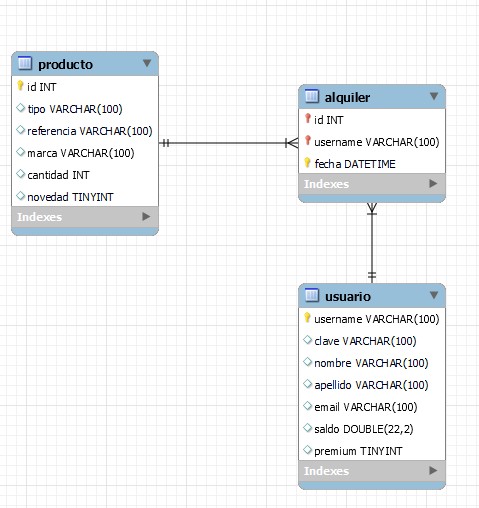 producto
id INT
tipo VARCHAR(100)
referencia VARCHAR(100)
marca VARCHAR(100)
cantidad INT
novedad TINYINT
Indexes
alquiler
id INT
username VARCHAR(100)
fecha DATETIME
Indexes
usuario
username VARCHAR(100)
clave VARCHAR(100)
nombre VARCHAR(100)
apellido VARCHAR(100)
email VARCHAR(100)
saldo DOUBLE(22,2)
premium TINYINT
Indexes